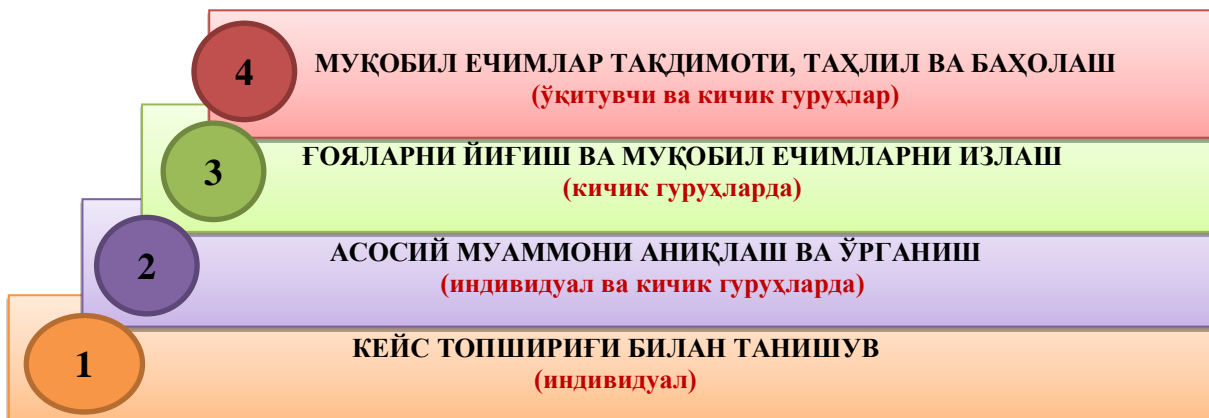 4
МУҚОБИЛ ЕЧИМЛАР ТАҚДИМОТИ, ТАҲЛИЛ ВА БАҲОЛАШ
(ўқитувчи ва кичик гуруҳлар)
3
ҒОЯЛАРНИ ЙИҒИШ ВА МУҚОБИЛ ЕЧИМЛАРНИ ИЗЛАШ
(кичик гуруҳларда)
2
АСОСИЙ МУАММОНИ АНИҚЛАШ ВА ЎРГАНИШ
(индивидуал ва кичик гуруҳларда)
1
КЕЙС ТОПШИРИҒИ БИЛАН ТАНИШУВ
(индивидуал)